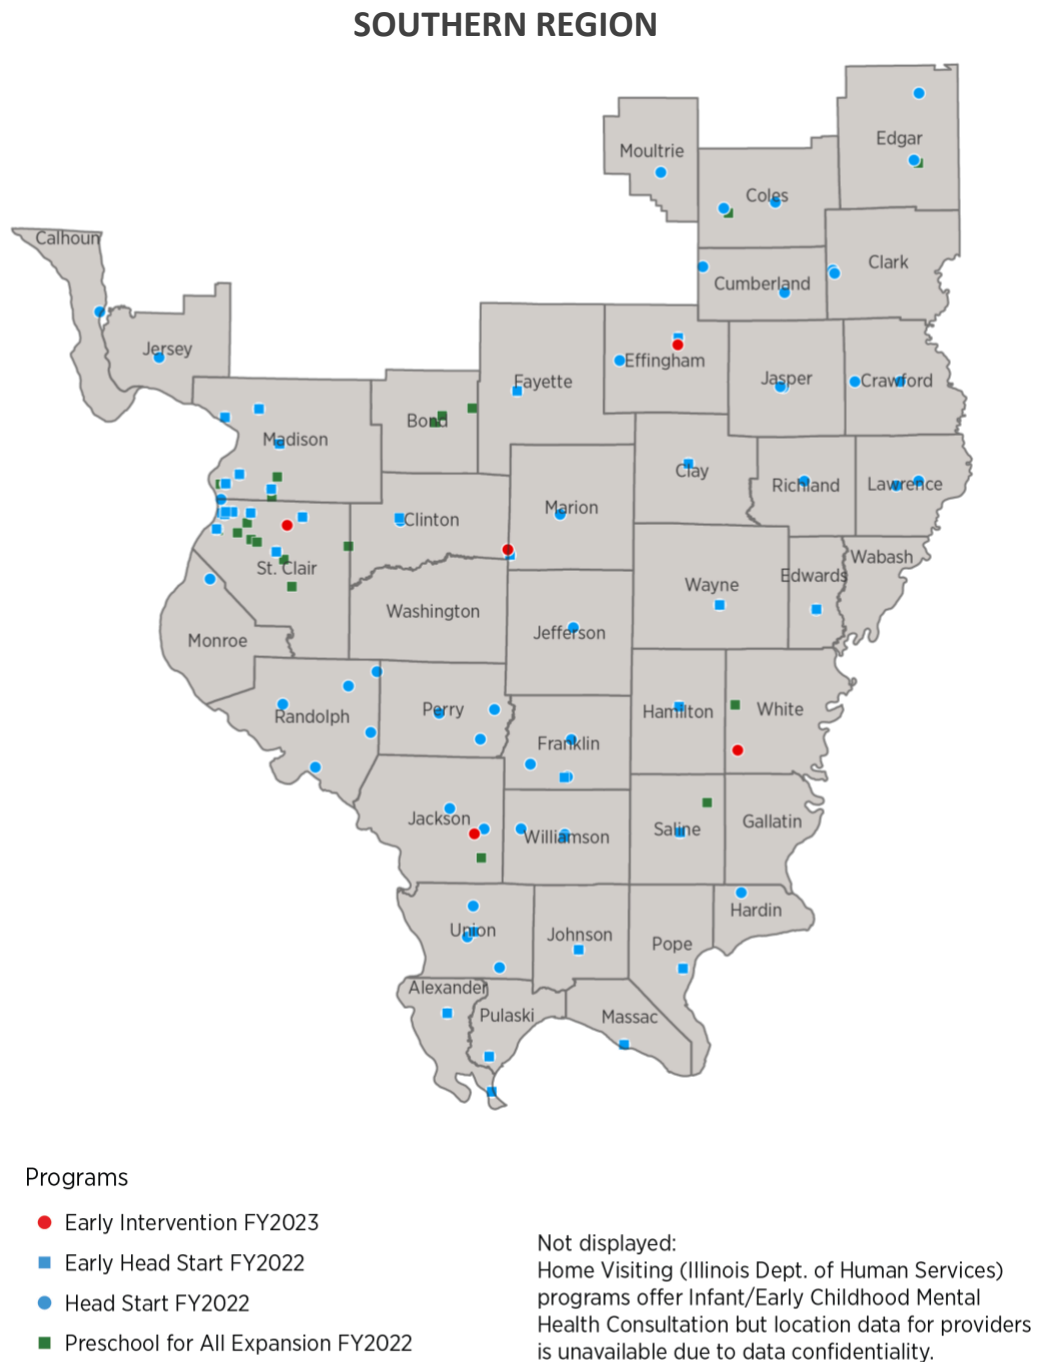 SOUTHERN REGION
Edgar
Moultrie
Coles
Calhoun
Clark
Cumberland
Jersey
Effingham
Fayette
Jasper
Crawford
Bond
Madison
Clay
Richland
Lawrence
Marion
Clinton
Wabash
St. Clair
Edwards
Wayne
Washington
Jefferson
Monroe
Perry
White
Hamilton
Randolph
Franklin
Jackson
Gallatin
Saline
Williamson
Hardin
Union
Johnson
Pope
Alexander
Pulaski
Massac
Programs
Early Intervention FY2023
Early Head Start FY2022
Head Start FY2022
Preschool for All Expansion FY2022
Not displayed:
Home Visiting (Illinois Dept. of Human Services)
programs offer Infant/Early Childhood Mental
Health Consultation but location data for providers
is unavailable due to data confidentiality.